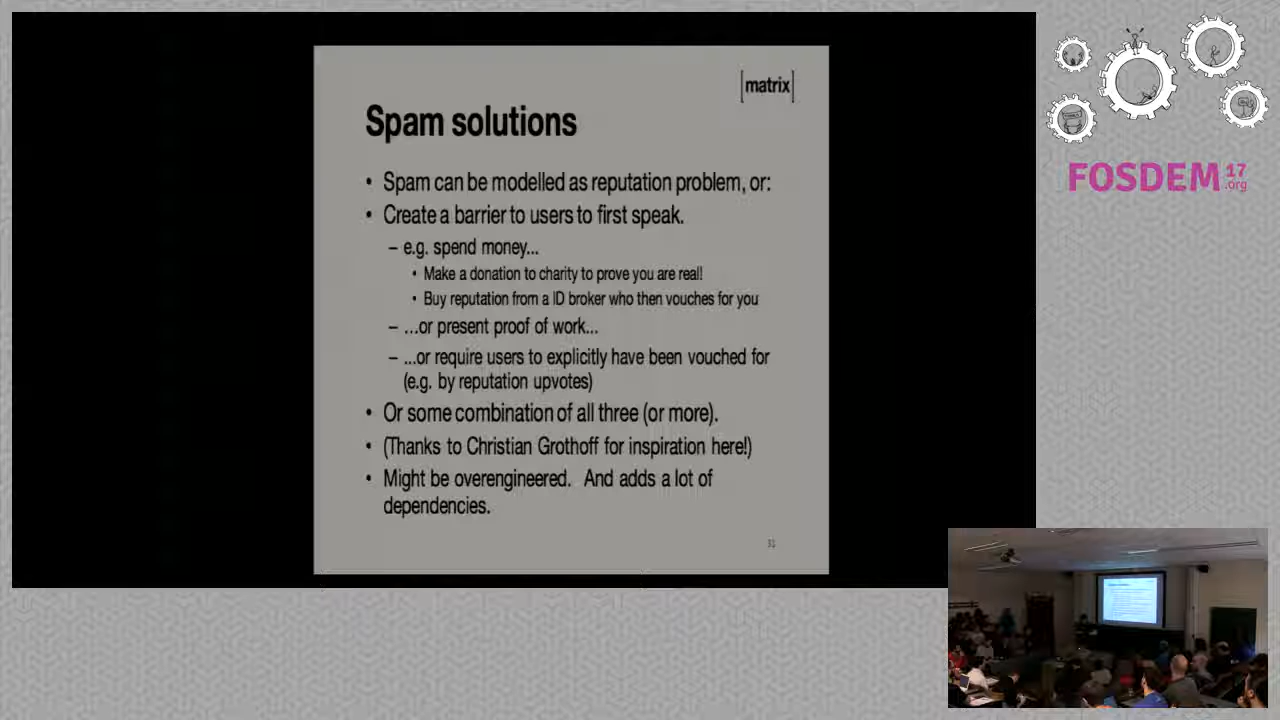 [matrix]
Spam solutions
• Spam can be modelled as reputation problem, or:
• Create a barrier to users to first speak.
– e.g. spend money...
• Make a donation to charity to prove you are real!
• Buy reputation from a ID broker who then vouches for you
– ...or present proof of work...
– ...or require users to explicitly have been vouched for
(e.g. by reputation upvotes)
• Or some combination of all three (or more).
• (Thanks to Christian Grothoff for inspiration here!)
• Might be overengineered. And adds a lot of
dependencies.
FOSDEM 17
.org